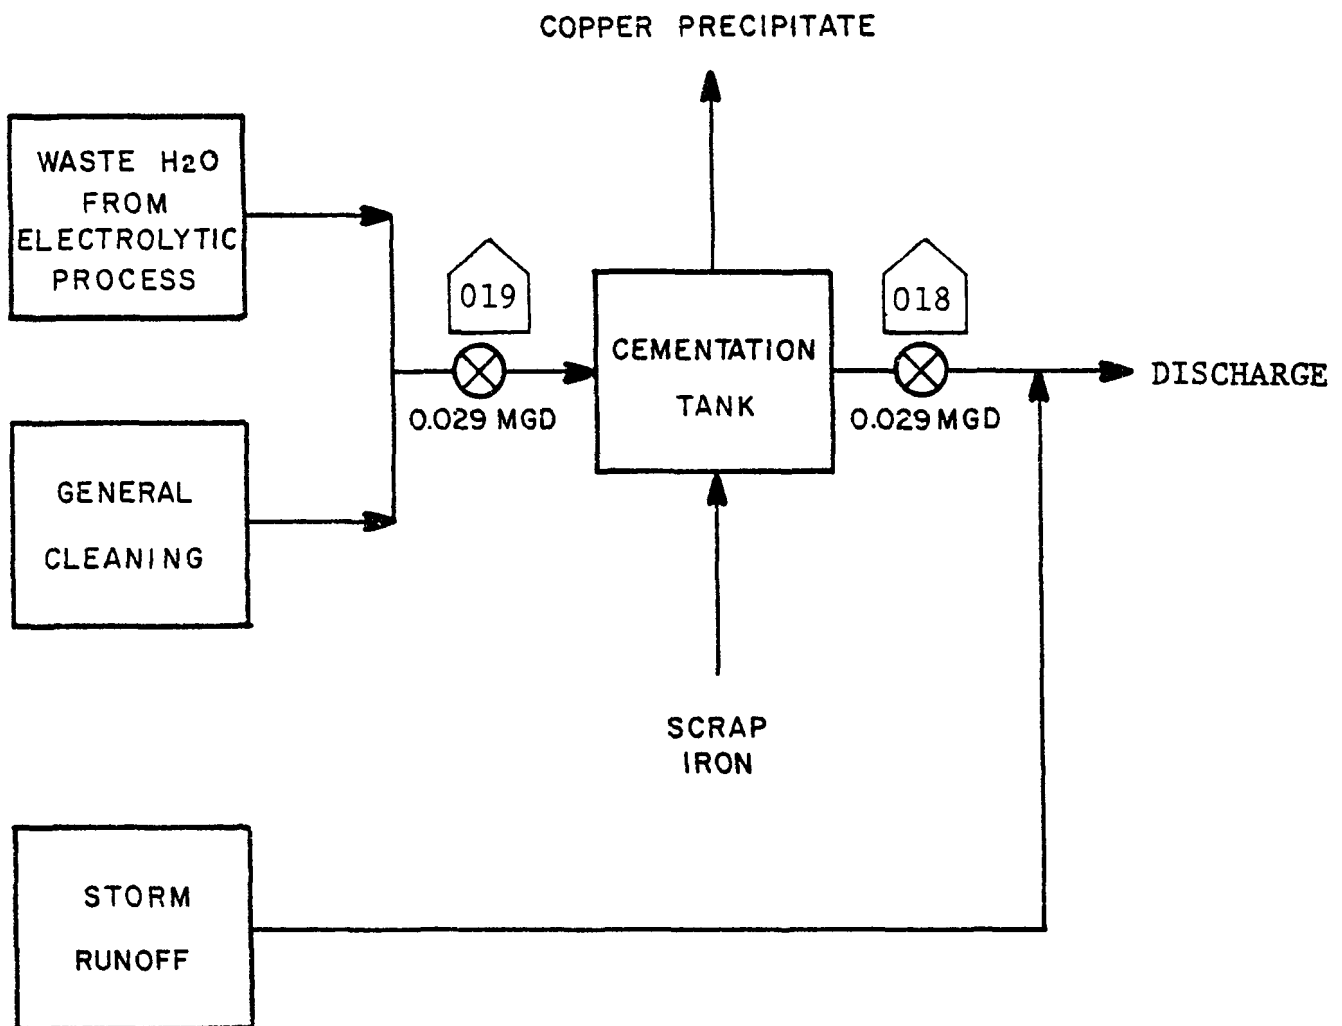 COPPER PRECIPITATE
WASTE H2O
FROM
ELECTROLYTIC
PROCESS
019
018
CEMENTATION
TANK
DISCHARGE
0.029 MGD
0.029 MGD
GENERAL
CLEANING
SCRAP
IRON
STORM
RUNOFF